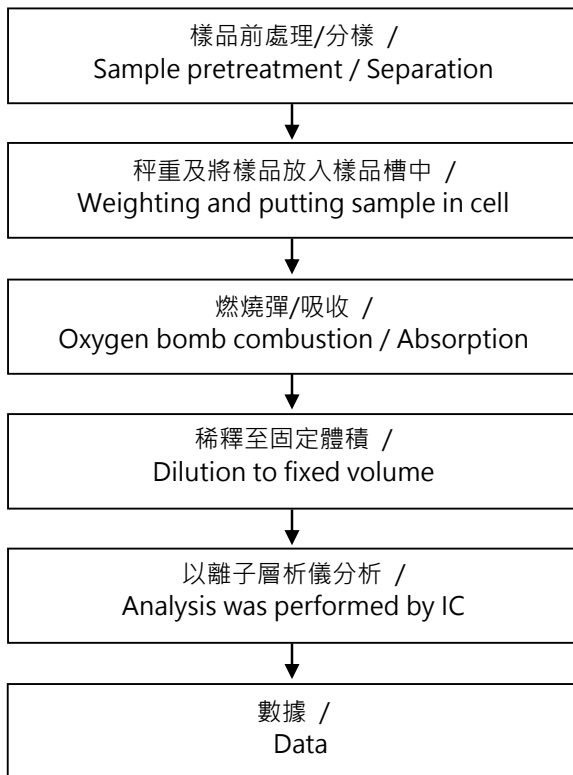 樣品前處理/分樣 /
Sample pretreatment / Separation
秤重及將樣品放入樣品槽中 /
Weighting and putting sample in cell
燃燒彈/吸收 /
Oxygen bomb combustion / Absorption
稀釋至固定體積 /
Dilution to fixed volume
以離子層析儀分析 /
Analysis was performed by IC
數據 /
Data